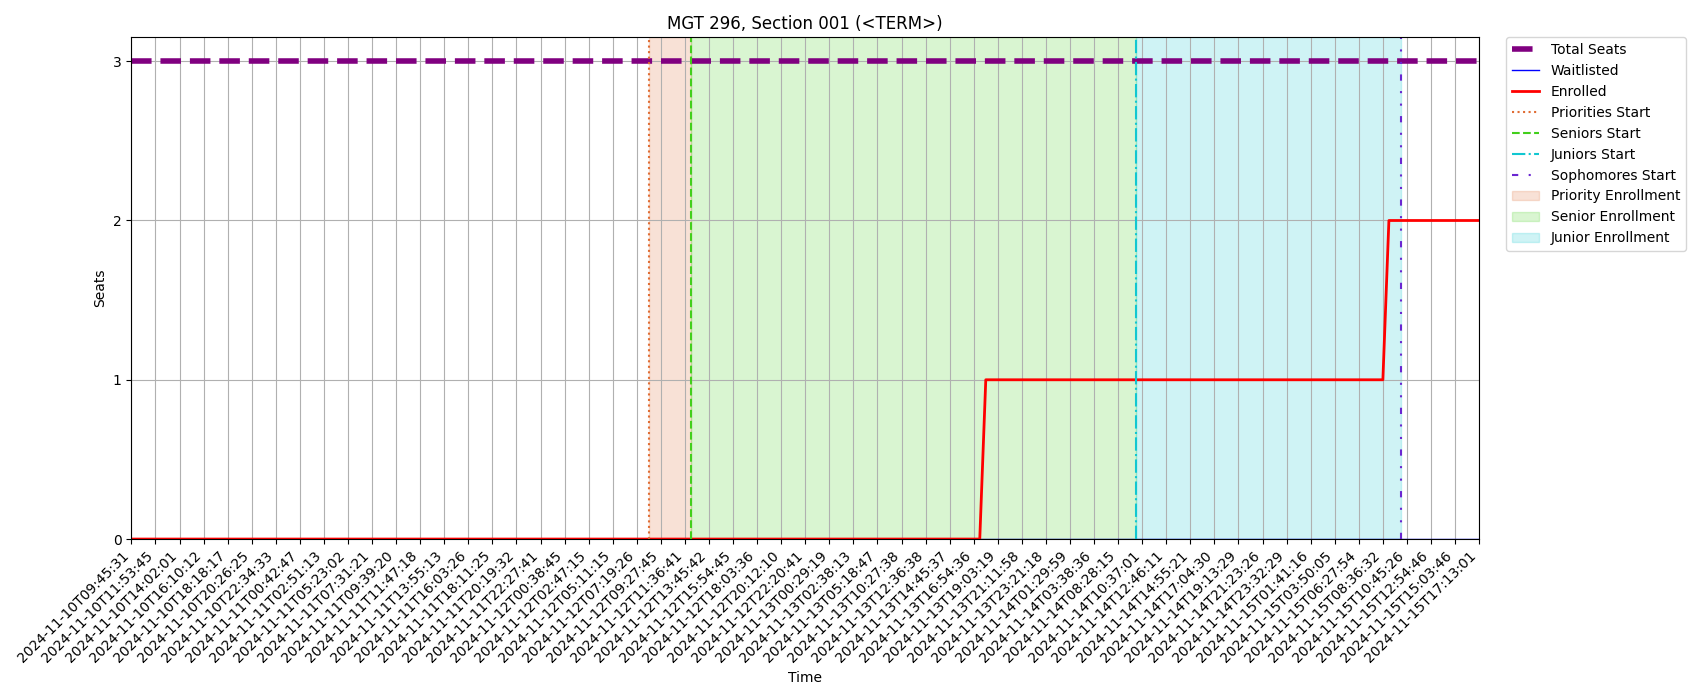 MGT 296, Section 001 (<TERM>)
Seats
3
2
1
0
2024-11-10T09:45:31
2024-11-10T11:53:45
2024-11-10T14:02:01
2024-11-10T16:10:12
2024-11-10T18:18:17
2024-11-10T20:26:25
2024-11-10T22:34:33
2024-11-11T00:42:47
2024-11-11T02:51:13
2024-11-11T05:23:02
2024-11-11T07:31:21
2024-11-11T09:39:20
2024-11-11T11:47:18
2024-11-11T13:55:13
2024-11-11T16:03:26
2024-11-11T18:11:25
2024-11-11T20:19:32
2024-11-11T22:27:41
2024-11-12T00:38:45
2024-11-12T02:47:15
2024-11-12T05:11:15
2024-11-12T07:19:26
2024-11-12T09:27:45
2024-11-12T11:36:41
2024-11-12T13:45:42
2024-11-12T15:54:45
2024-11-12T18:03:36
2024-11-12T20:12:10
2024-11-12T22:20:41
2024-11-13T00:29:19
2024-11-13T02:38:13
2024-11-13T05:18:47
2024-11-13T10:27:38
2024-11-13T12:36:38
2024-11-13T14:45:37
2024-11-13T16:54:36
2024-11-13T19:03:19
2024-11-13T21:11:58
2024-11-13T23:21:18
2024-11-14T01:29:59
2024-11-14T03:38:36
2024-11-14T08:28:15
2024-11-14T10:37:01
2024-11-14T12:46:11
2024-11-14T14:55:21
2024-11-14T17:04:30
2024-11-14T19:13:29
2024-11-14T21:23:26
2024-11-14T23:32:29
2024-11-15T01:41:16
2024-11-15T03:50:05
2024-11-15T06:27:54
2024-11-15T08:36:32
2024-11-15T10:45:26
2024-11-15T12:54:46
2024-11-15T15:03:46
2024-11-15T17:13:01
Time
Total Seats
Waitlisted
Enrolled
Priorities Start
Seniors Start
Juniors Start
Sophomores Start
Priority Enrollment
Senior Enrollment
Junior Enrollment